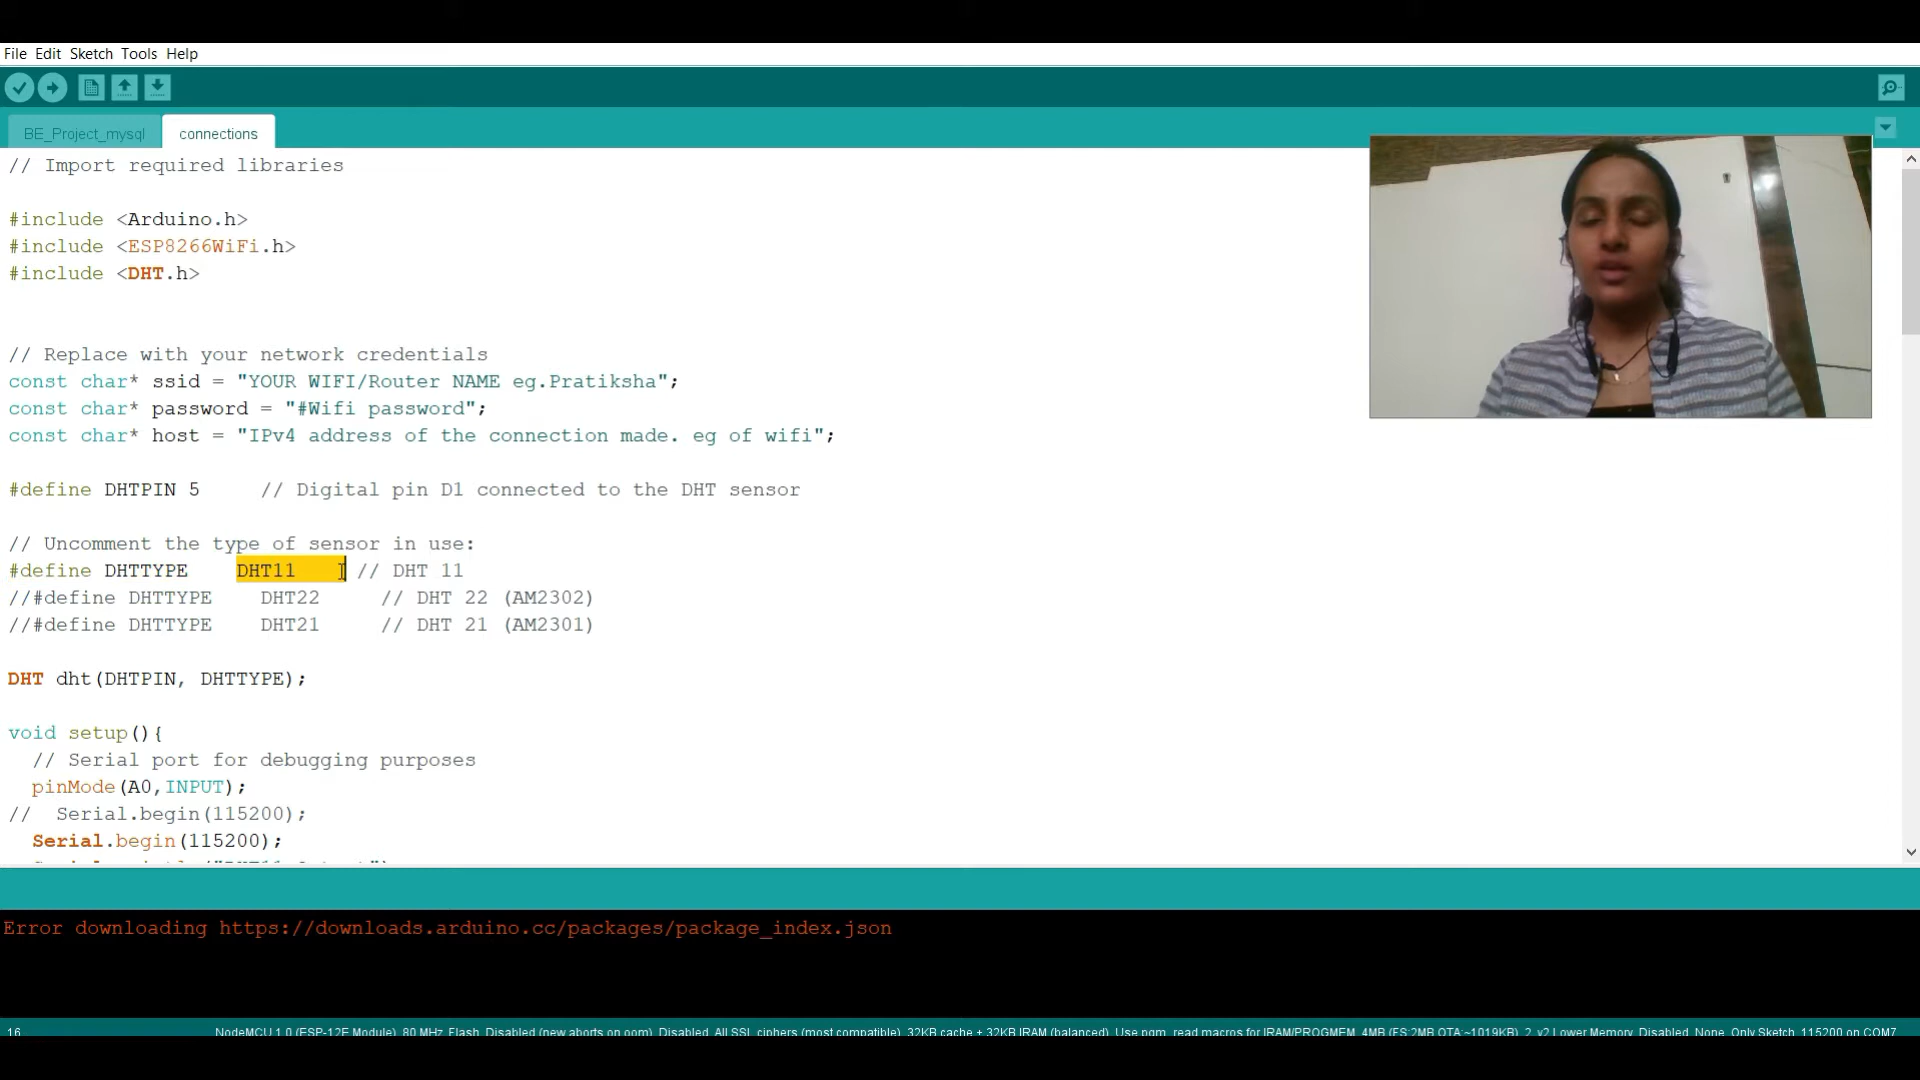 File Edit Sketch Tools Help
BE_Project_mysql connections
// Import required libraries
#include <Arduino.h>
#include <ESP8266WiFi.h>
#include <DHT.h>
// Replace with your network credentials
const char* ssid = "YOUR WIFI/Router NAME eg.Pratiksha";
const char* password = "#Wifi password";
const char* host = "IPv4 address of the connection made. eg of wifi";
#define DHTPIN 5 // Digital pin D1 connected to the DHT sensor
// Uncomment the type of sensor in use:
#define DHTTYPE DHT11 // DHT 11
//#define DHTTYPE DHT22 // DHT 22 (AM2302)
//#define DHTTYPE DHT21 // DHT 21 (AM2301)
DHT dht(DHTPIN, DHTTYPE);
void setup(){
// Serial port for debugging purposes
pinMode(A0,INPUT);
// Serial.begin(115200);
Serial.begin(115200);
Error downloading https://downloads.arduino.cc/packages/package_index.json
16 NodeMCU 1.0 (ESP-12E Module), 80 MHz, Flash, Disabled (new aborts on oom), Disabled, All SSL ciphers (most compatible), 32KB cache + 32KB IRAM (balanced), Use pgm_read macros for IRAM/PROGMEM, 4MB (FS:2MB OTA:~1019KB), 2, v2 Lower Memory, Disabled, None, Only Sketch, 115200 on COM7